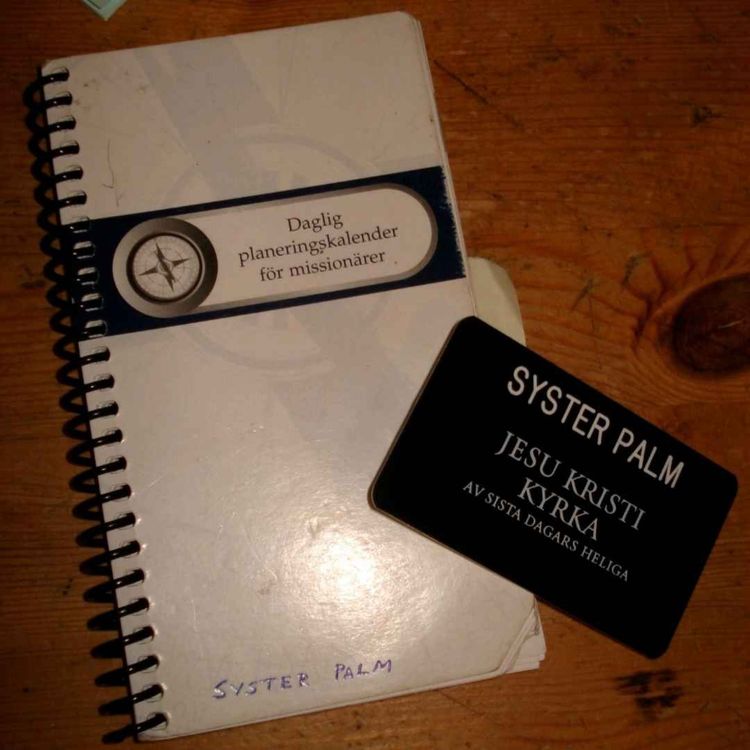 Daglig
planeringskalender
för missionärer
SYSTER PALM
JESU KRISTI
KYRKA
AV SISTA DAGARS HELIGA
SYSTER PALM